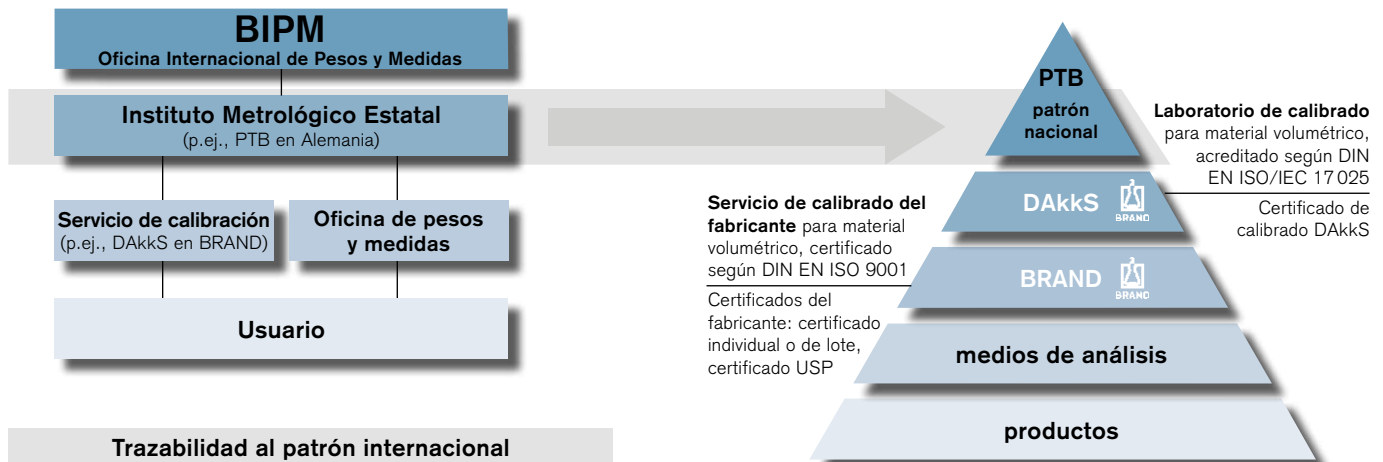 BIPM
Oficina Internacional de Pesos y Medidas
Instituto Metrológico Estatal
(p.ej., PTB en Alemania)
Servicio de calibración
(p.ej., DAkkS en BRAND)
Oficina de pesos
y medidas
Usuario
Trazabilidad al patrón internacional
PTB
patrón
nacional
Laboratorio de calibrado
para material volumétrico,
acreditado según DIN
EN ISO/IEC 17 025
Certificado de
calibrado DAkkS
DAkkS
BRAND
Servicio de calibrado del
fabricante para material
volumétrico, certificado
según DIN EN ISO 9001
Certificados del
fabricante: certificado
individual o de lote,
certificado USP
BRAND
BRAND
medios de análisis
productos